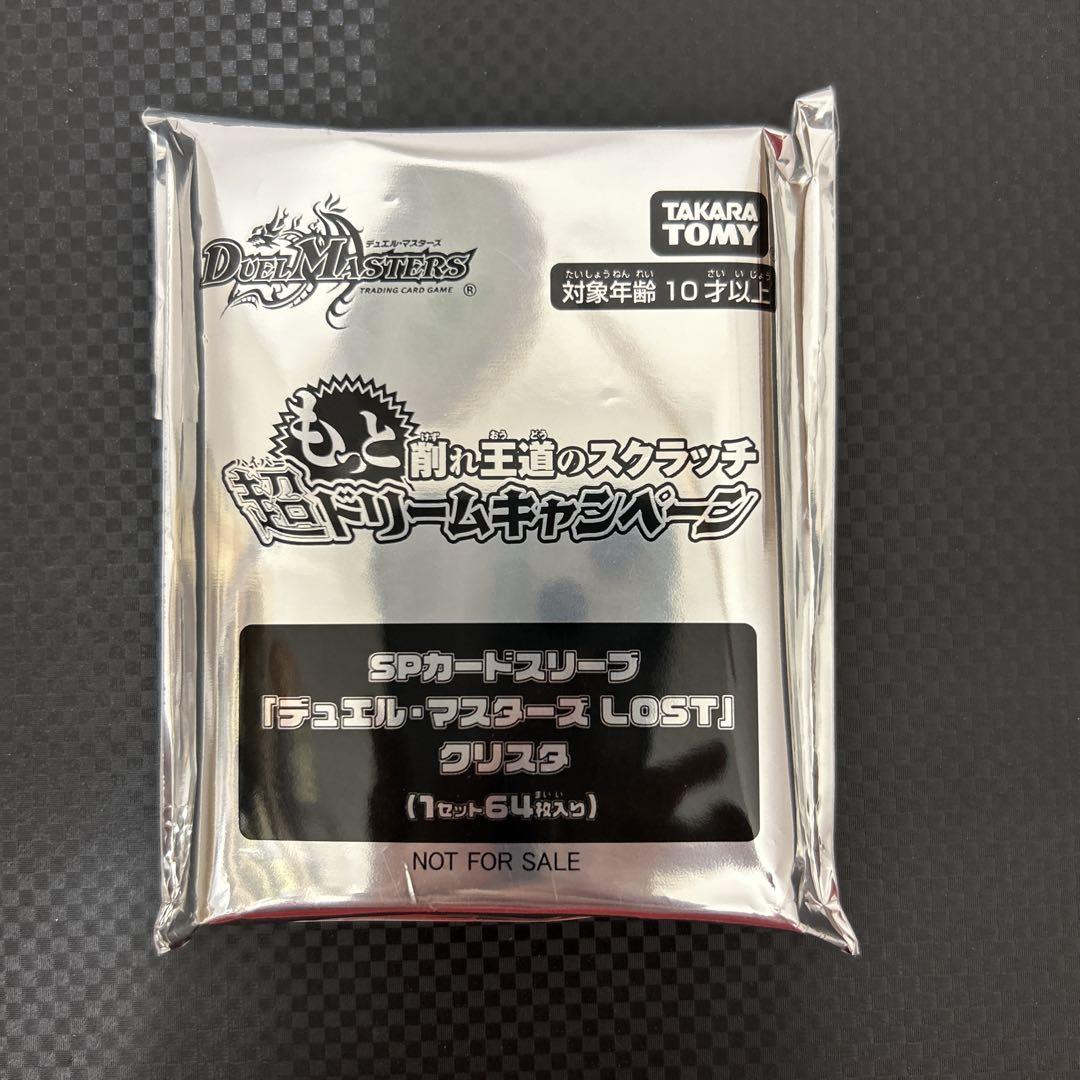 デュエル・マスターズ
DUEL MASTERS
TRADING CARD GAME ®
TAKARA TOMY
たいしょうねんれい さいいじょう
対象年齢 10才以上
もっと
けず おうどう
削れ王道のスクラッチ
超ドリームキャンペーン
SPカードスリーブ
「デュエル・マスターズ LOST」
クリスタ
まいい
(1セット64枚入り)
NOT FOR SALE